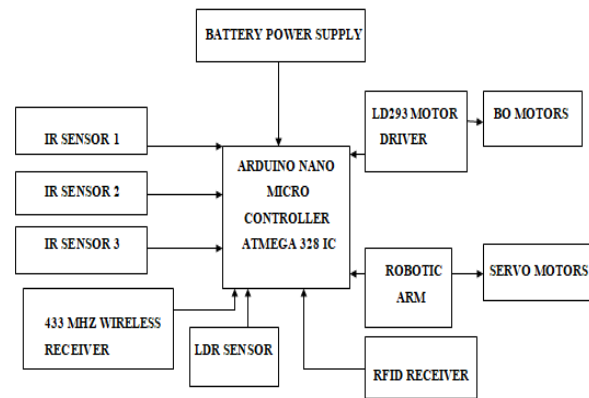 BATTERY POWER SUPPLY
IR SENSOR 1
IR SENSOR 2
IR SENSOR 3
ARDUINO NANO
MICRO
CONTROLLER
ATMEGA 328 IC
LD293 MOTOR
DRIVER
BO MOTORS
ROBOTIC
ARM
SERVO MOTORS
433 MHZ WIRELESS
RECEIVER
LDR SENSOR
RFID RECEIVER